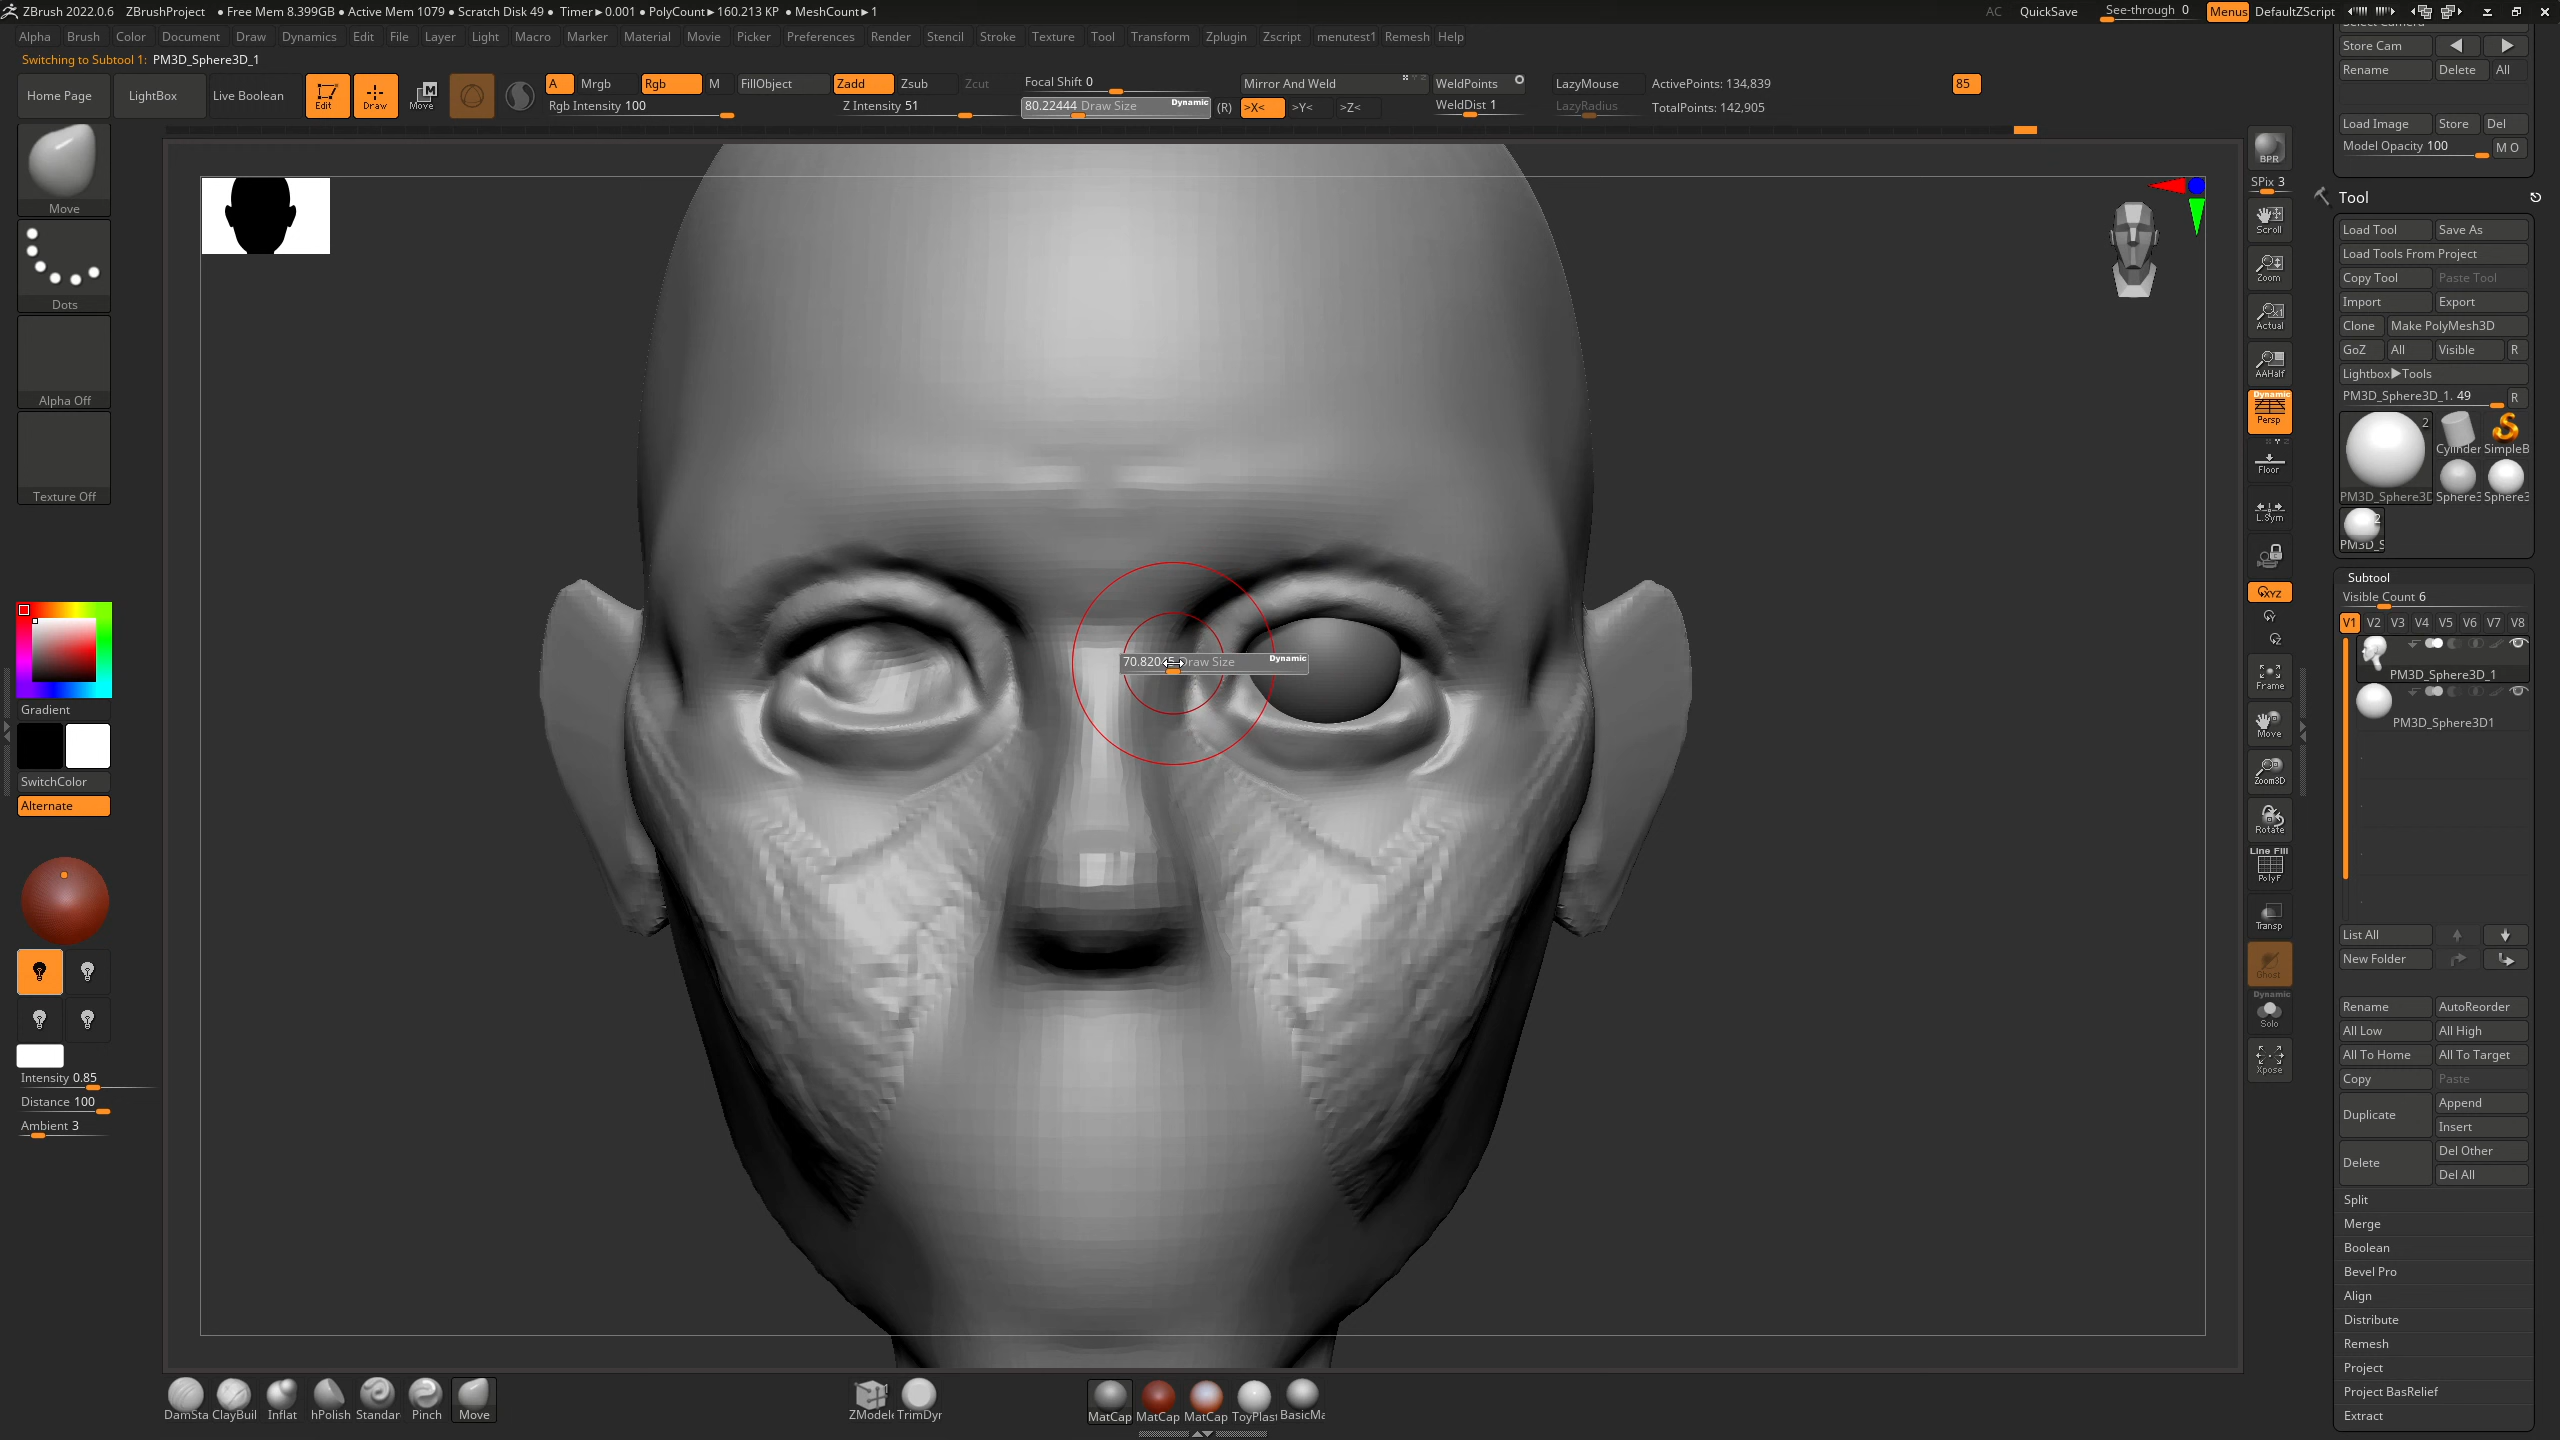 ZBrush 2022.0.6 ZBrushProject ● Free Mem 8.399GB ● Active Mem 1079 ● Scratch Disk 49 ● Timer►0.001 ● PolyCount►160.213 KP ● MeshCount►1 AC QuickSave See-through 0 Menus DefaultZScript
Alpha Brush Color Document Draw Dynamics Edit File Layer Light Macro Marker Material Movie Picker Preferences Render Stencil Stroke Texture Tool Transform Zplugin Zscript menutest1 Remesh Help
Switching to Subtool 1: PM3D_Sphere3D_1
Home Page LightBox Live Boolean Edit Draw Move
A Mrgb Rgb M FillObject Zadd Zsub Zcut Focal Shift 0 Mirror And Weld WeldPoints LazyMouse ActivePoints: 134,839 85
Rgb Intensity 100 Z Intensity 51 80.22444 Draw Size Dynamic (R) >X< >Y< >Z< WeldDist 1 LazyRadius TotalPoints: 142,905
Move
Dots
Alpha Off
Texture Off
Gradient
SwitchColor
Alternate
Intensity 0.85
Distance 100
Ambient 3
Draw Size Dynamic
BPR
SPix 3
Scroll
Zoom
Actual
AAHalf
Dynamic
Persp
Floor
L.Sym
XYZ
Y
Z
Frame
Move
Zoom3D
Rotate
Line Fill
PolyF
Transp
Ghost
Dynamic
Solo
Xpose
Store Cam
Rename Delete All
Load Image Store Del
Model Opacity 100 M O
Tool
Load Tool Save As
Load Tools From Project
Copy Tool Paste Tool
Import Export
Clone Make PolyMesh3D
GoZ All Visible R
Lightbox►Tools
PM3D_Sphere3D_1. 49 R
2
Cylinder SimpleB
PM3D_Sphere3D Sphere3 Sphere3
2
PM3D_S
Subtool
Visible Count 6
V1 V2 V3 V4 V5 V6 V7 V8
PM3D_Sphere3D_1
PM3D_Sphere3D1
List All
New Folder
Rename AutoReorder
All Low All High
All To Home All To Target
Copy Paste
Duplicate Append
Insert
Delete Del Other
Del All
Split
Merge
Boolean
Bevel Pro
Align
Distribute
Remesh
Project
Project BasRelief
Extract
DamSta ClayBuil Inflat hPolish Standar Pinch Move ZModele TrimDyr MatCap MatCap MatCap ToyPlast BasicMa